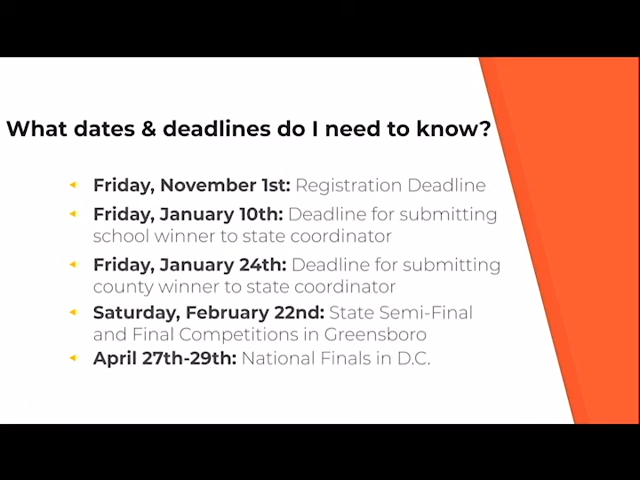 What dates & deadlines do I need to know?
Friday, November 1st: Registration Deadline
Friday, January 10th: Deadline for submitting
school winner to state coordinator
Friday, January 24th: Deadline for submitting
county winner to state coordinator
Saturday, February 22nd: State Semi-Final
and Final Competitions in Greensboro
April 27th-29th: National Finals in D.C.